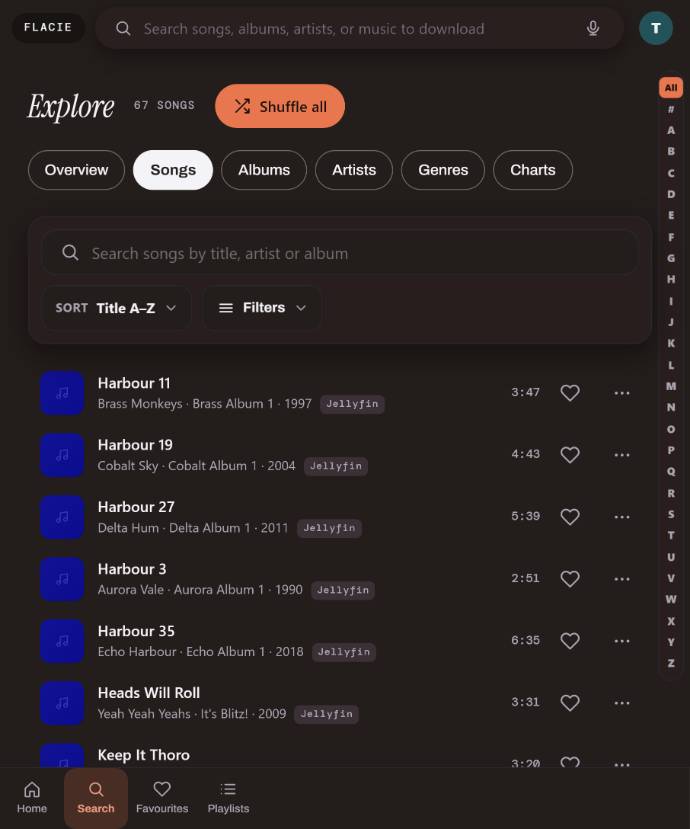 FLACIE
Search songs, albums, artists, or music to download
T
Explore
67 SONGS
Shuffle all
Overview
Songs
Albums
Artists
Genres
Charts
Search songs by title, artist or album
SORT Title A–Z
Filters
Harbour 11
Brass Monkeys · Brass Album 1 · 1997 Jellyfin
3:47
Harbour 19
Cobalt Sky · Cobalt Album 1 · 2004 Jellyfin
4:43
Harbour 27
Delta Hum · Delta Album 1 · 2011 Jellyfin
5:39
Harbour 3
Aurora Vale · Aurora Album 1 · 1990 Jellyfin
2:51
Harbour 35
Echo Harbour · Echo Album 1 · 2018 Jellyfin
6:35
Heads Will Roll
Yeah Yeah Yeahs · It's Blitz! · 2009 Jellyfin
3:31
Keep It Thoro
3:20
All
#
A
B
C
D
E
F
G
H
I
J
K
L
M
N
O
P
Q
R
S
T
U
V
W
X
Y
Z
Home
Search
Favourites
Playlists